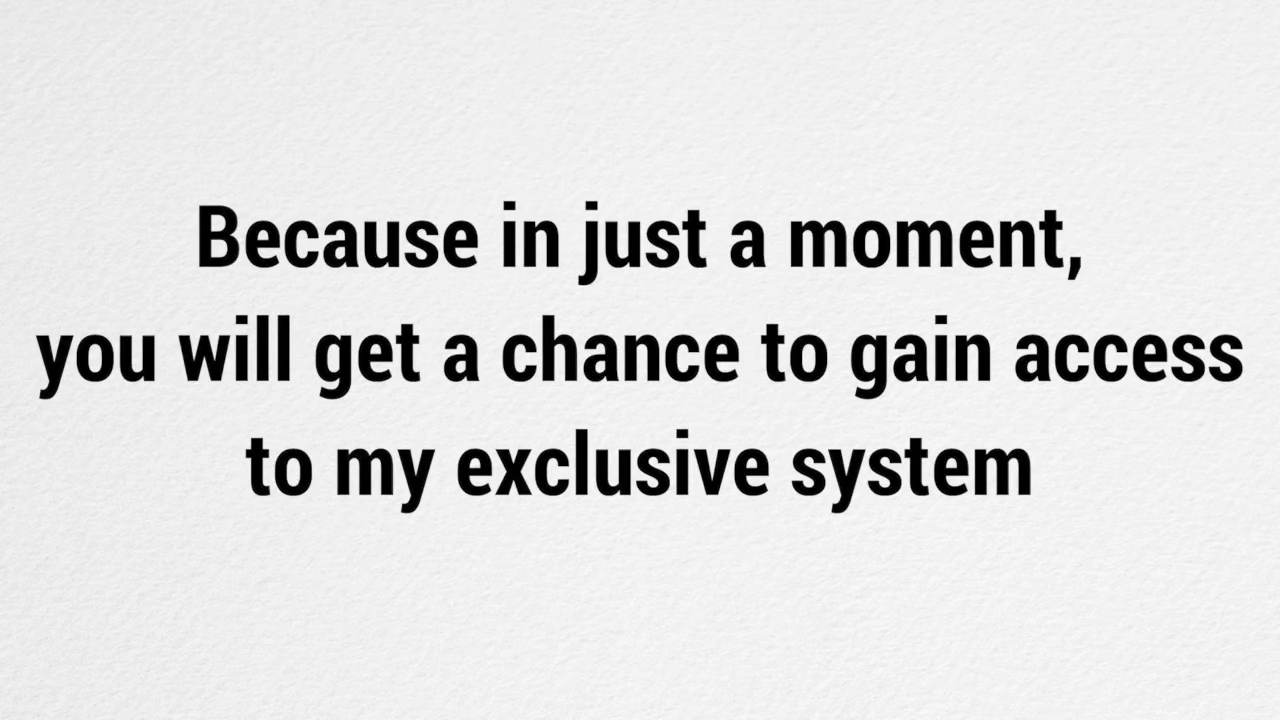 Because in just a moment,
you will get a chance to gain access
to my exclusive system